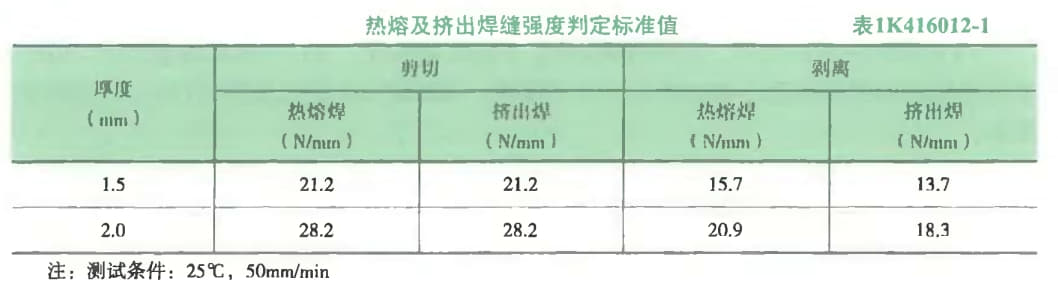 热熔及挤出焊缝强度判定标准值 表1K416012-1
厚度 剪切 剥离
（mm） 热熔焊 挤出焊 热熔焊 挤出焊
（N/mm） （N/mm） （N/mm） （N/mm）
1.5 21.2 21.2 15.7 13.7
2.0 28.2 28.2 20.9 18.3
注：测试条件：25℃，50mm/min